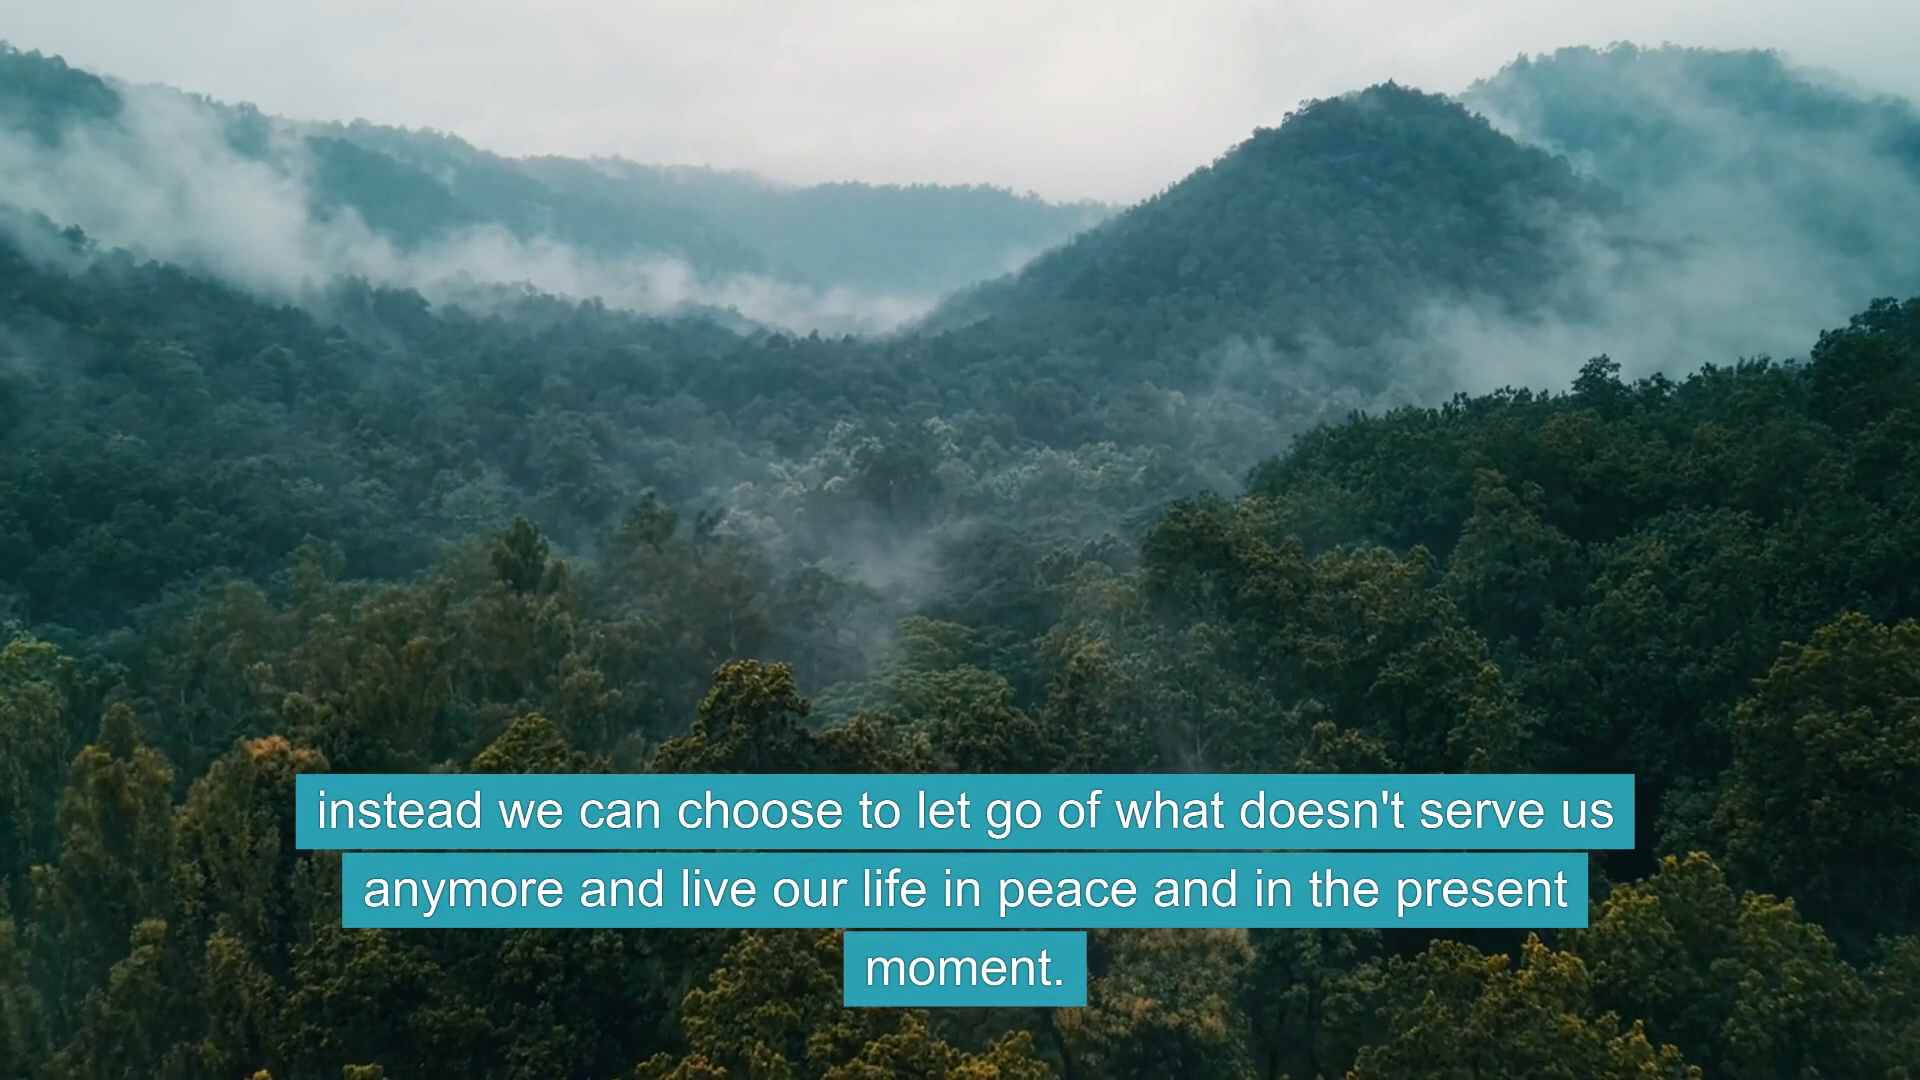 instead we can choose to let go of what doesn't serve us
anymore and live our life in peace and in the present
moment.